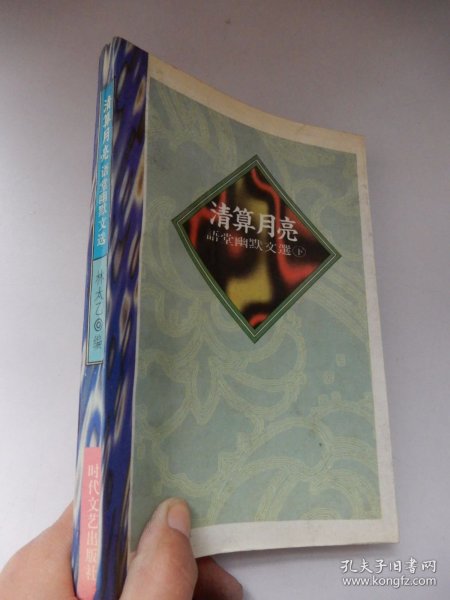 清算月亮
語堂幽默文選下
清算月亮 語堂幽默文選
林太乙◎編
时代文艺出版社
孔夫子旧书网
www.kongfz.com